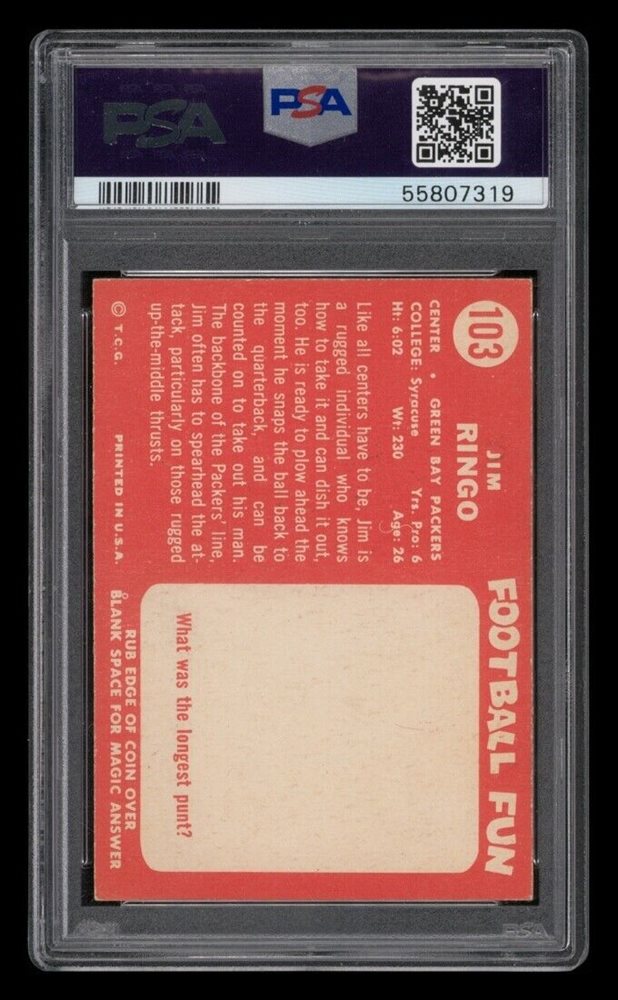 PSA
PSA
55807319
103
JIM
RINGO
CENTER • GREEN BAY PACKERS
COLLEGE: Syracuse Yrs. Pro: 6
Ht: 6:02 Wt: 230 Age: 26
Like all centers have to be, Jim is
a rugged individual who knows
how to take it and can dish it out,
too. He is ready to plow ahead the
moment he snaps the ball back to
the quarterback, and can be
counted on to take out his man.
The backbone of the Packers' line,
Jim often has to spearhead the at-
tack, particularly on those rugged
up-the-middle thrusts.
© T.C.G. PRINTED IN U.S.A.
FOOTBALL FUN
What was the longest punt?
RUB EDGE OF COIN OVER
BLANK SPACE FOR MAGIC ANSWER
PSA